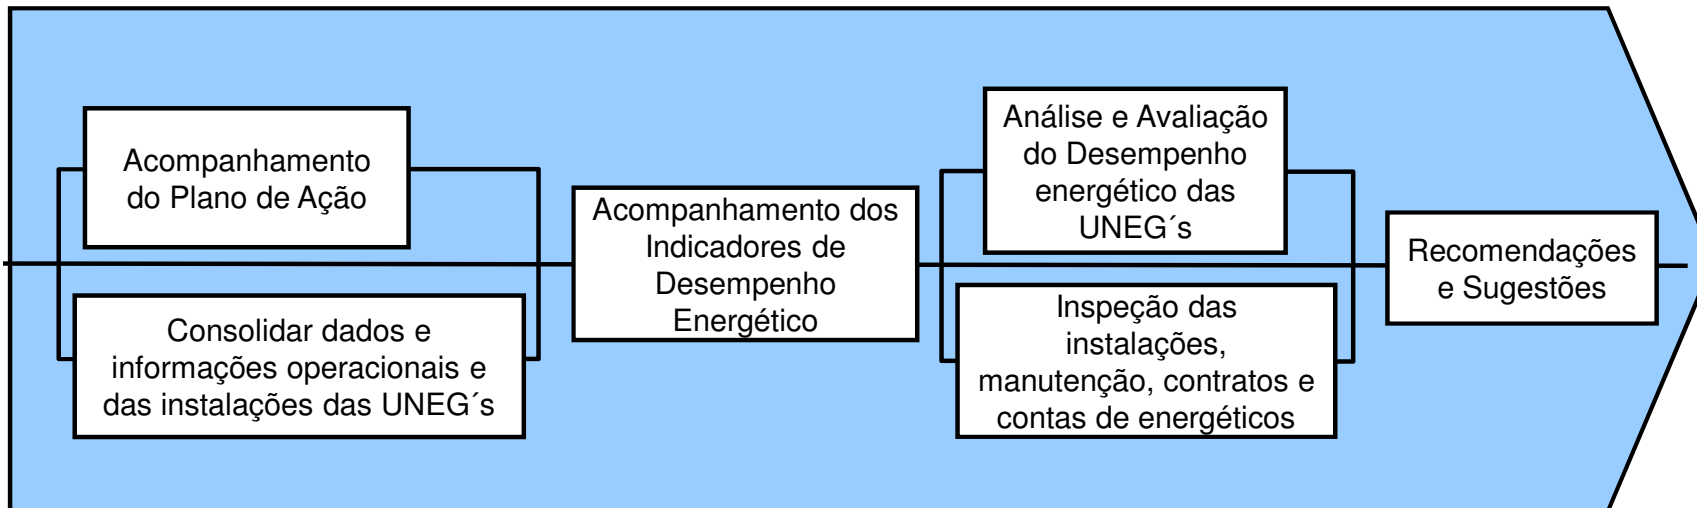 Acompanhamento
do Plano de Ação
Consolidar dados e
informações operacionais e
das instalações das UNEG´s
Acompanhamento dos
Indicadores de
Desempenho
Energético
Análise e Avaliação
do Desempenho
energético das
UNEG´s
Inspeção das
instalações,
manutenção, contratos e
contas de energéticos
Recomendações
e Sugestões